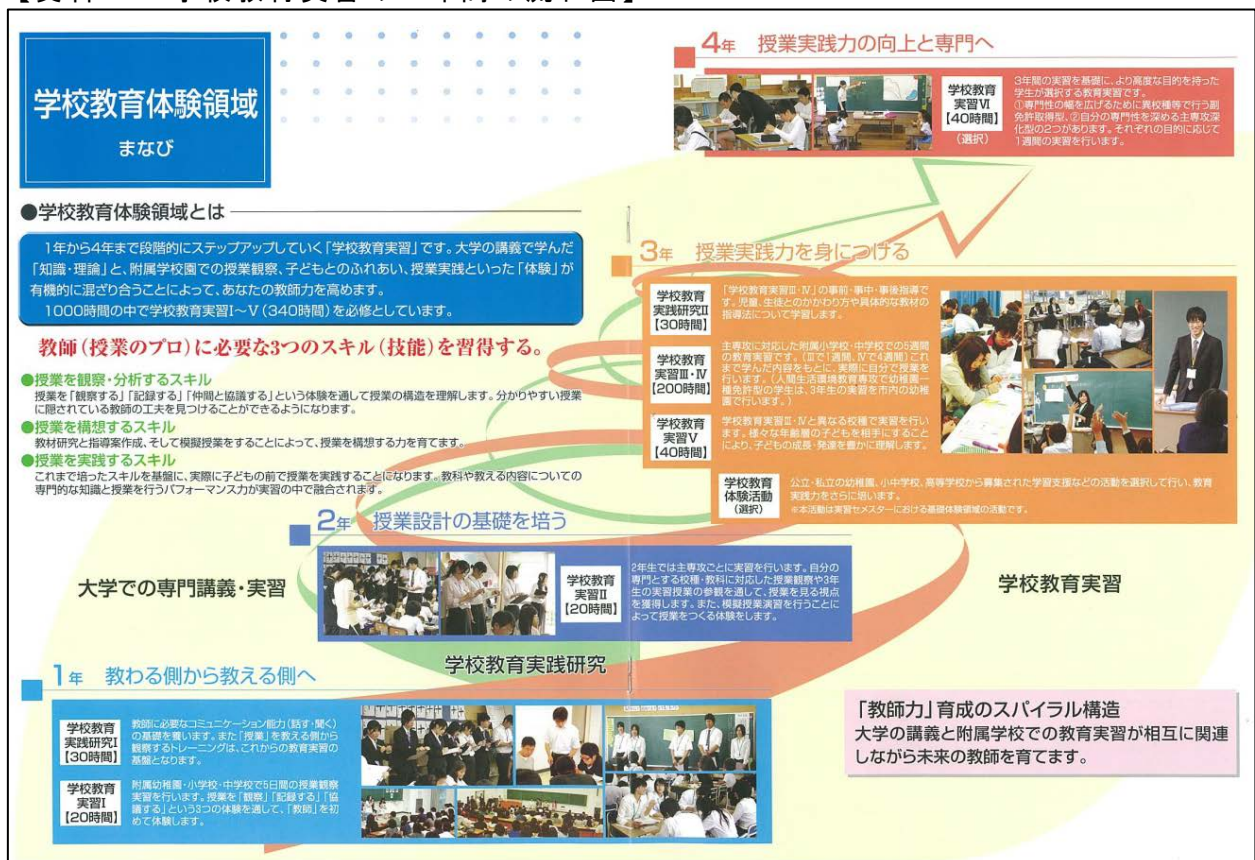 学校教育体験領域
まなび
●学校教育体験領域とは
1年から4年まで段階的にステップアップしていく「学校教育実習」です。大学の講義で学んだ
「知識・理論」と、附属学校園での授業観察、子どもとのふれあい、授業実践といった「体験」が
有機的に混ざり合うことによって、あなたの教師力を高めます。
1000時間の中で学校教育実習Ⅰ～Ⅴ(340時間)を必修としています。
教師(授業のプロ)に必要な3つのスキル(技能)を習得する。
●授業を観察・分析するスキル
授業を「観察する」「記録する」「仲間と協議する」という体験を通して授業の構造を理解します。分かりやすい授業
に隠されている教師の工夫を見つけることができるようになります。
●授業を構想するスキル
教材研究と指導案作成、そして模擬授業をすることによって、授業を構想する力を育てます。
●授業を実践するスキル
これまで培ったスキルを基盤に、実際に子どもの前で授業を実践することになります。教科や教える内容についての
専門的な知識と授業を行うパフォーマンス力が実習の中で融合されます。
4年 授業実践力の向上と専門へ
学校教育
実習Ⅵ
【40時間】
(選択)
3年間の実習を基礎に、より高度な目的を持った
学生が選択する教育実習です。
①専門性の幅を広げるために異校種等で行う副
免許取得型、②自分の専門性を深める主専攻深
化型の2つがあります。それぞれの目的に応じて
1週間の実習を行います。
3年 授業実践力を身につける
学校教育
実践研究Ⅱ
【30時間】
「学校教育実習Ⅲ・Ⅳ」の事前・事中・事後指導で
す。児童、生徒とのかかわり方や具体的な教材の
指導法について学習します。
学校教育
実習Ⅲ・Ⅳ
【200時間】
主専攻に対応した附属小学校・中学校での5週間
の教育実習です。(Ⅲで1週間、Ⅳで4週間)これ
まで学んだ内容をもとに、実際に自分で授業を
行います。(人間生活環境教育専攻で幼稚園一
種免許型の学生は、3年生の実習を市内の幼稚
園で行います。)
学校教育
実習Ⅴ
【40時間】
学校教育実習Ⅲ・Ⅳと異なる校種で実習を行い
ます。様々な年齢層の子どもを相手にすること
により、子どもの成長・発達を豊かに理解します。
学校教育
体験活動
(選択)
公立・私立の幼稚園、小中学校、高等学校から募集された学習支援などの活動を選択して行い、教育
実践力をさらに培います。
※本活動は実習セメスターにおける基礎体験領域の活動です。
2年 授業設計の基礎を培う
学校教育
実習Ⅱ
【20時間】
2年生では主専攻ごとに実習を行います。自分の
専門とする校種・教科に対応した授業観察や3年
生の実習授業の参観を通して、授業を見る視点
を獲得します。また、模擬授業演習を行うことに
よって授業をつくる体験をします。
大学での専門講義・実習
学校教育実習
学校教育実践研究
1年 教わる側から教える側へ
学校教育
実践研究Ⅰ
【30時間】
教師に必要なコミュニケーション能力(話す・聞く)
の基礎を養います。また「授業」を教える側から
観察するトレーニングは、これからの教育実習の
基盤となります。
学校教育
実習Ⅰ
【20時間】
附属幼稚園・小学校・中学校で5日間の授業観察
実習を行います。授業を「観察」「記録する」「協
議する」という3つの体験を通して、「教師」を初
めて体験します。
「教師力」育成のスパイラル構造
大学の講義と附属学校での教育実習が相互に関連
しながら未来の教師を育てます。